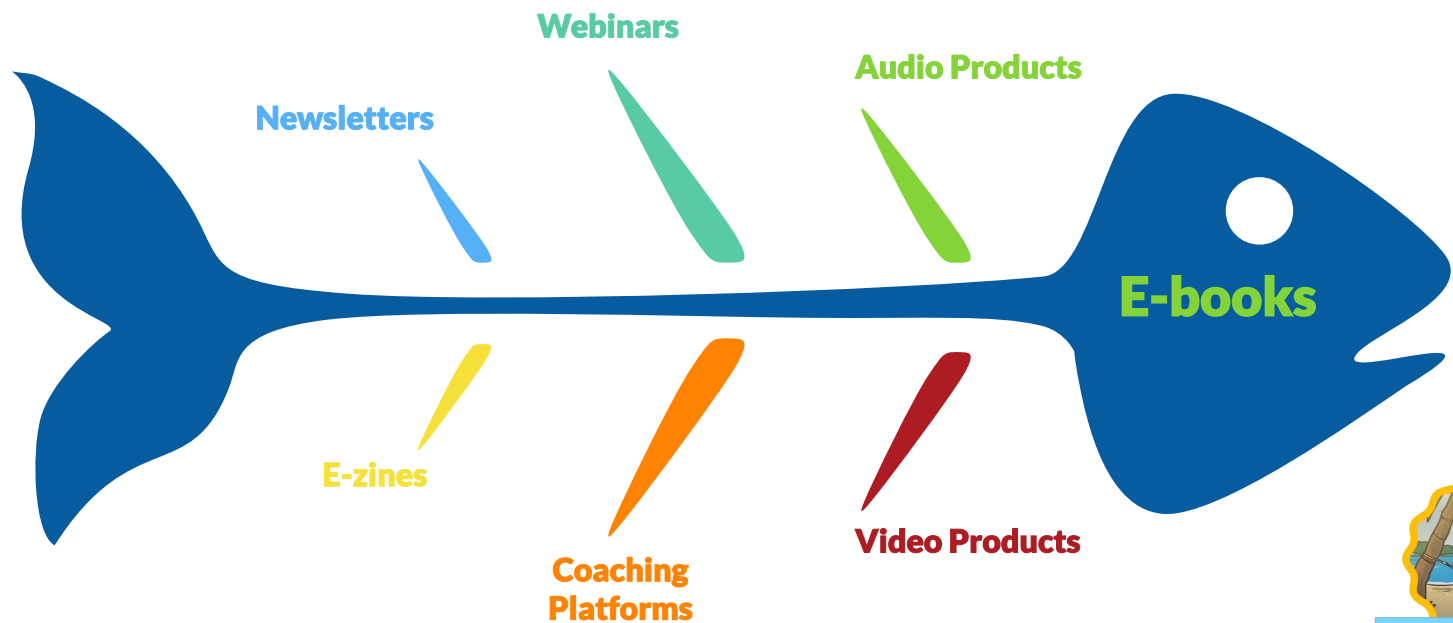 Webinars
Audio Products
Newsletters
E-books
E-zines
Video Products
Coaching
Platforms